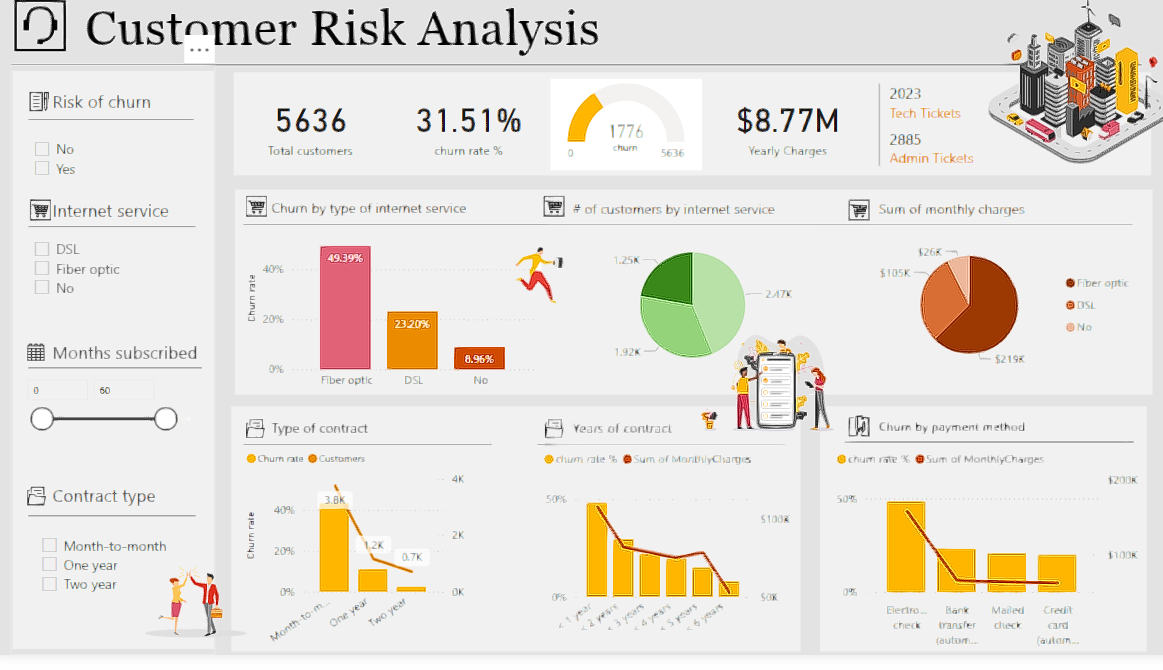 Customer Risk Analysis
Risk of churn
No
Yes
Internet service
DSL
Fiber optic
No
Months subscribed
0
60
Contract type
Month-to-month
One year
Two year
5636
Total customers
31.51%
churn rate %
1776
churn
0
5636
$8.77M
Yearly Charges
2023
Tech Tickets
2885
Admin Tickets
Churn by type of internet service
Churn rate
40%
20%
0%
49.39%
23.20%
8.96%
Fiber optic
DSL
No
# of customers by internet service
1.25K
2.47K
1.92K
Sum of monthly charges
$26K
$105K
$219K
Fiber optic
DSL
No
Type of contract
Churn rate
Customers
Churn rate
40%
20%
0%
3.8K
1.2K
0.7K
4K
2K
0K
Month-to-m...
One year
Two year
Years of contract
churn rate %
Sum of MonthlyCharges
50%
0%
$100K
$0K
< 1 year
< 2 years
< 3 years
< 4 years
< 5 years
< 6 years
Churn by payment method
churn rate %
Sum of MonthlyCharges
50%
0%
$200K
$100K
Electro...
check
Bank
transfer
(autom...
Mailed
check
Credit
card
(autom...